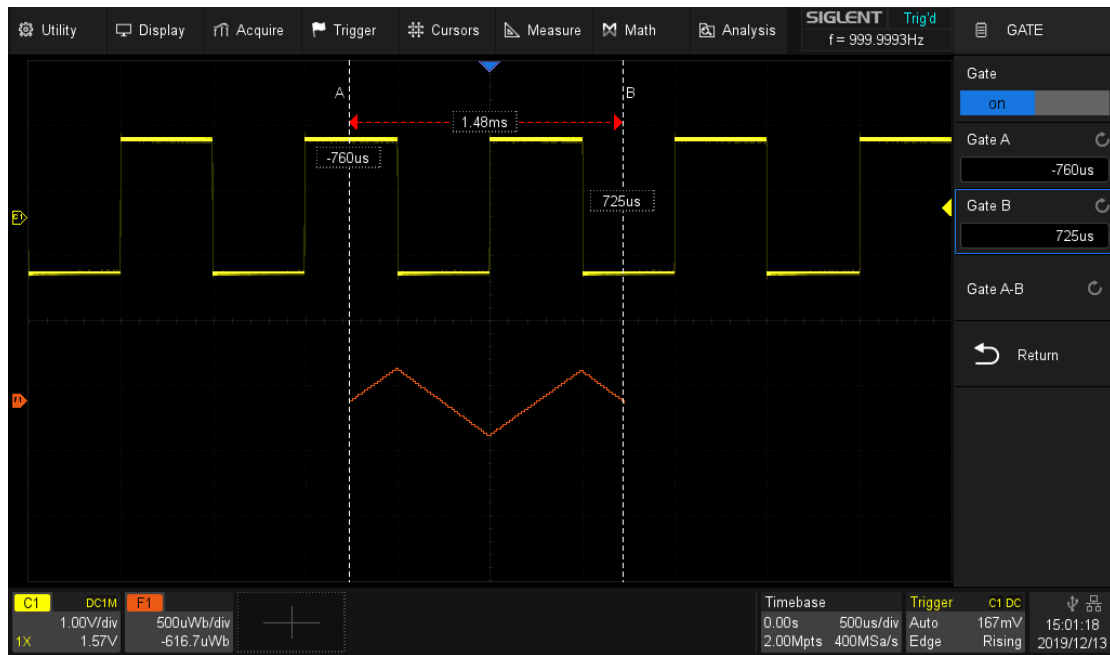 Utility Display Acquire Trigger Cursors Measure Math Analysis
SIGLENT Trig'd
f = 999.9993Hz
GATE
Gate
on
Gate A
-760us
Gate B
725us
Gate A-B
Return
A B
1.48ms
-760us
725us
C1
F1
C1 DC1M
1.00V/div
1X 1.57V
F1
500uWb/div
-616.7uWb
Timebase
0.00s 500us/div
2.00Mpts 400MSa/s
Trigger C1 DC
Auto 167mV
Edge Rising
15:01:18
2019/12/13